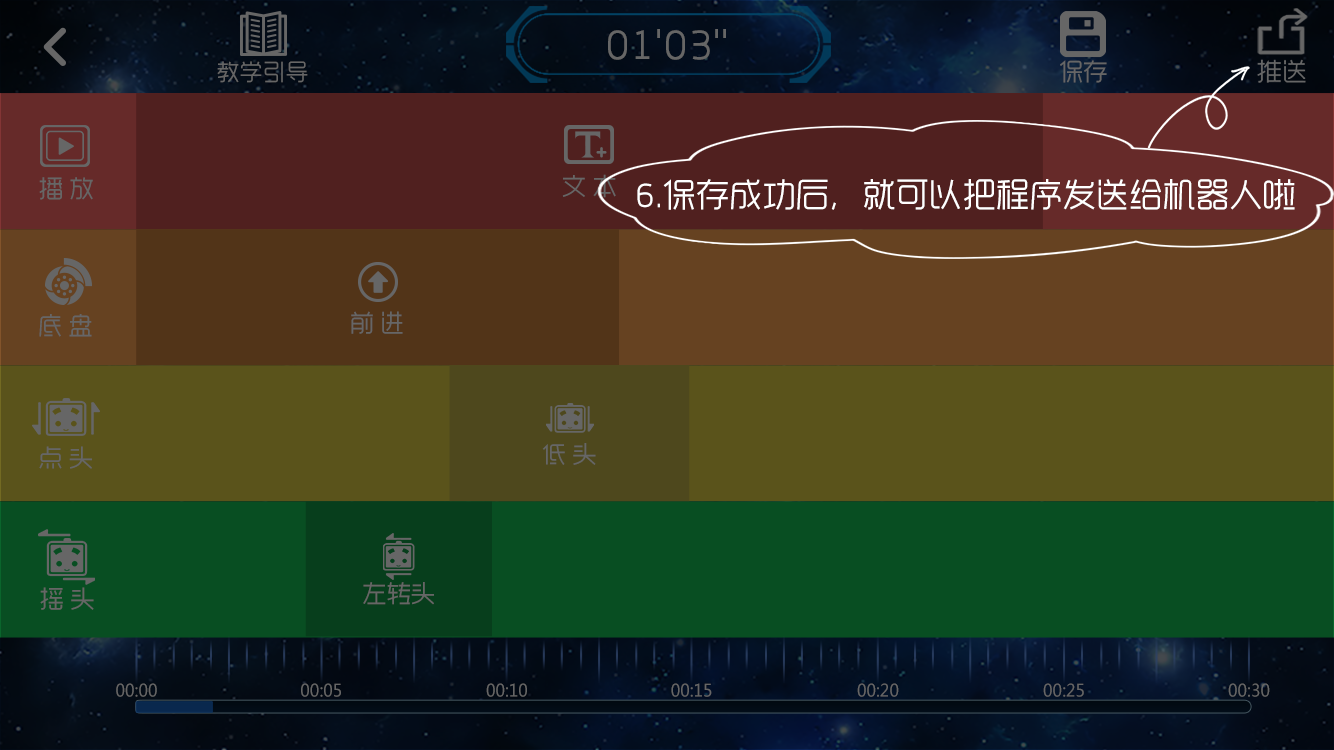 01'03"
教学引导
保存
推送
播放
文本
6.保存成功后，就可以把程序发送给机器人啦
底盘
前进
点头
低头
摇头
左转头
00:00 00:05 00:10 00:15 00:20 00:25 00:30